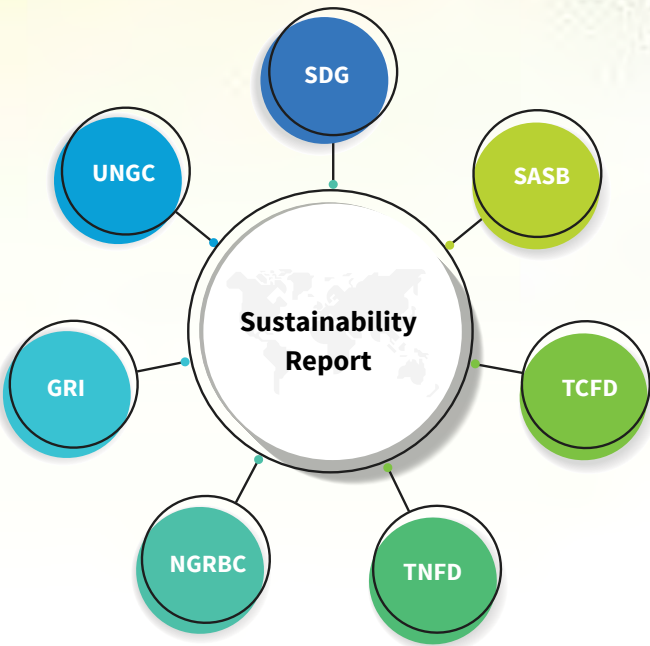 SDG
UNGC
SASB
Sustainability
Report
GRI
TCFD
NGRBC
TNFD